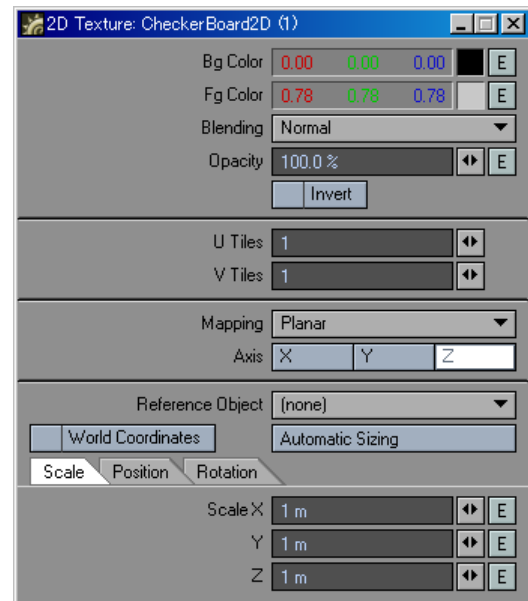 2D Texture: CheckerBoard2D (1)
Bg Color 0.00 0.00 0.00 E
Fg Color 0.78 0.78 0.78 E
Blending Normal
Opacity 100.0 % E
Invert
U Tiles 1
V Tiles 1
Mapping Planar
Axis X Y Z
Reference Object (none)
World Coordinates Automatic Sizing
Scale Position Rotation
Scale X 1 m E
Y 1 m E
Z 1 m E